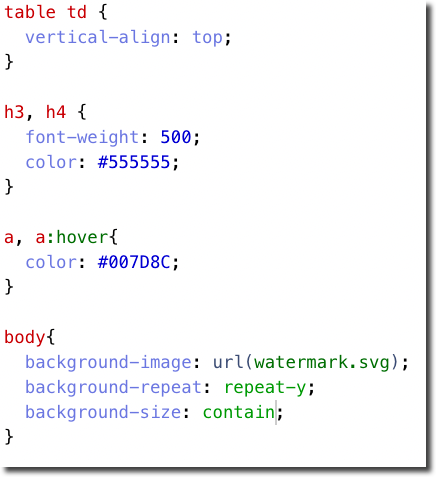 table td {
  vertical-align: top;
}

h3, h4 {
  font-weight: 500;
  color: #555555;
}

a, a:hover{
  color: #007D8C;
}

body{
  background-image: url(watermark.svg);
  background-repeat: repeat-y;
  background-size: contain;
}